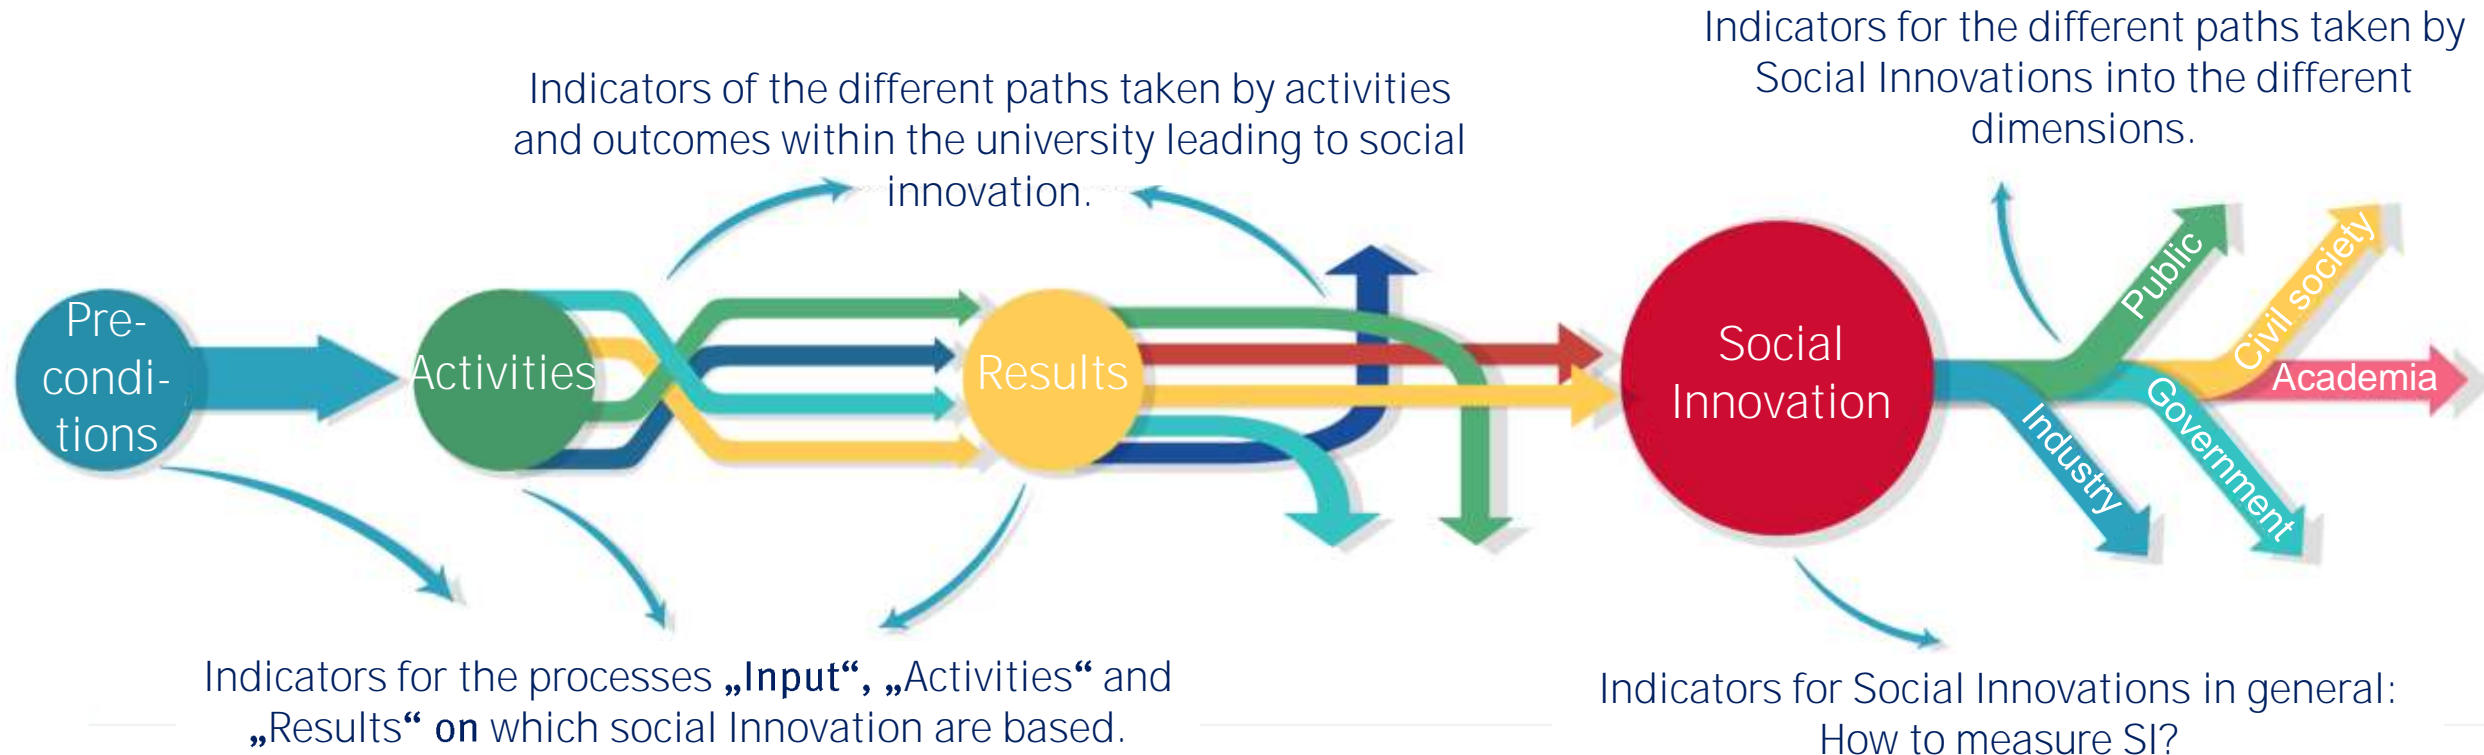 Indicators for the different paths taken by
Social Innovations into the different
dimensions.
Indicators of the different paths taken by activities
and outcomes within the university leading to social
innovation.
Pre-
condi-
tions
Activities
Results
Social
Innovation
Public
Civil society
Academia
Government
Industry
Indicators for the processes „Input“, „Activities“ and
„Results“ on which social Innovation are based.
Indicators for Social Innovations in general:
How to measure SI?